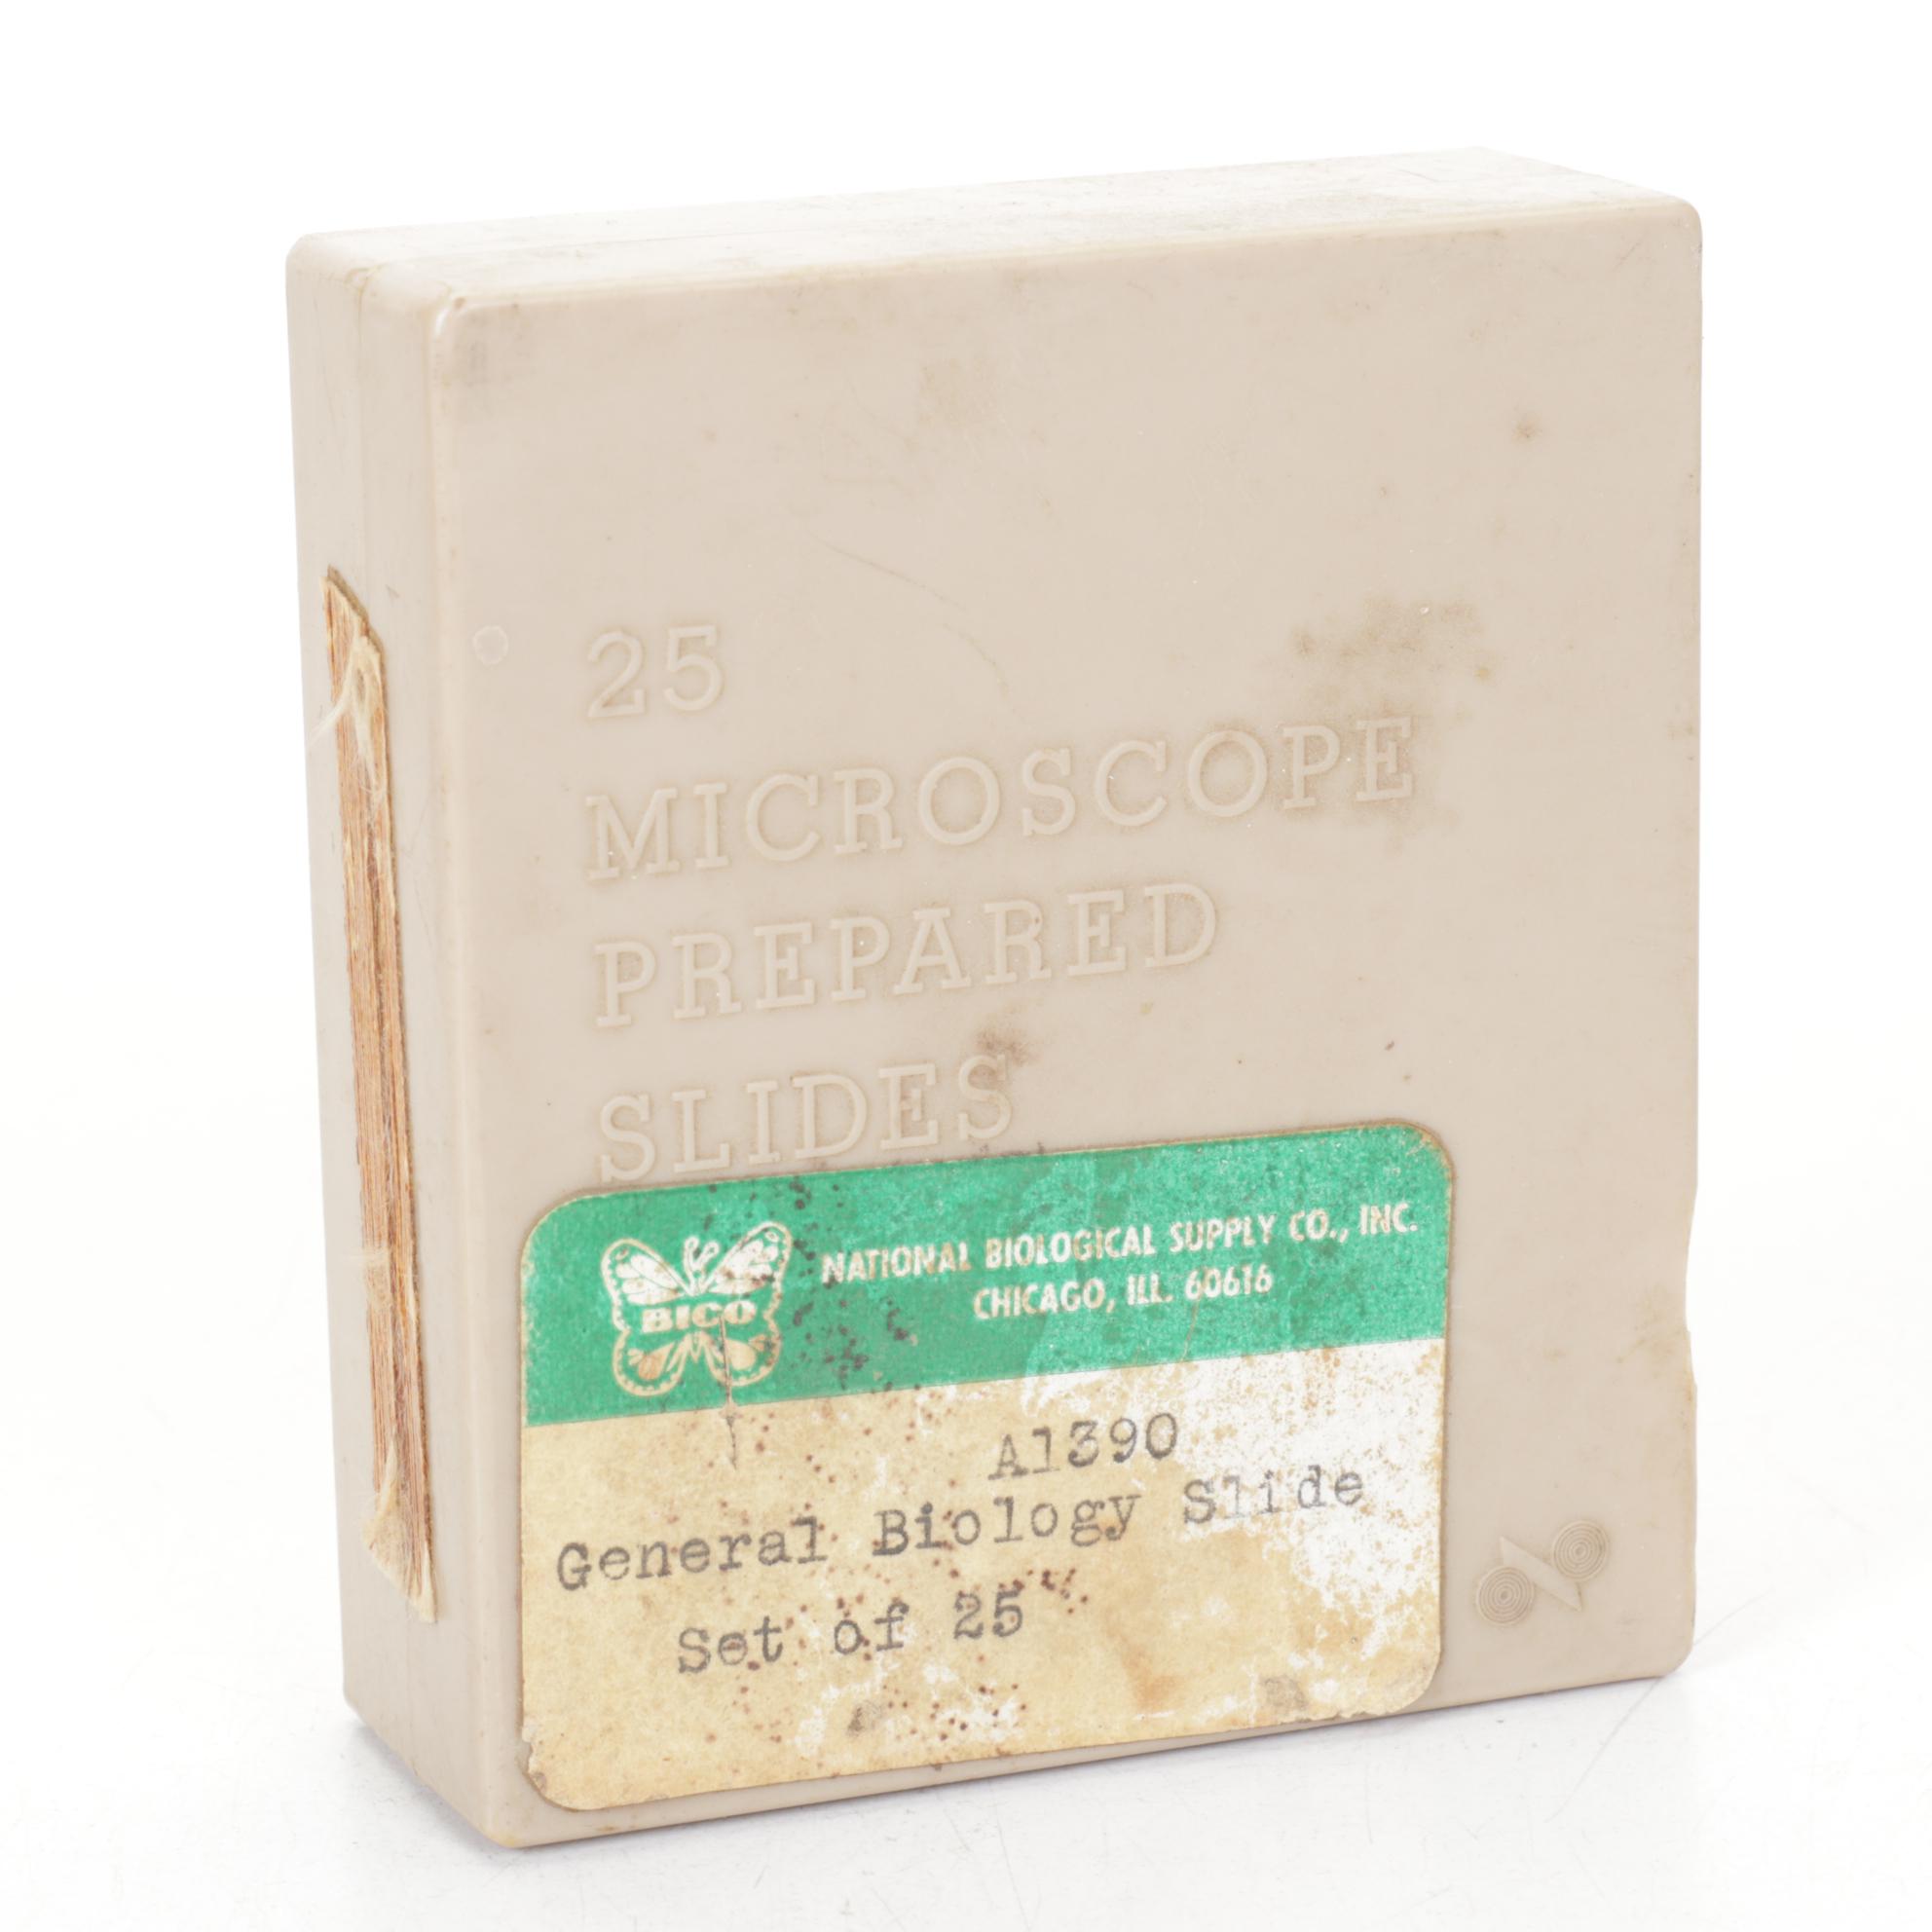 25
MICROSCOPE
PREPARED
SLIDES
BICO
NATIONAL BIOLOGICAL SUPPLY CO., INC.
CHICAGO, ILL. 60616
A1390
General Biology Slide
Set of 25